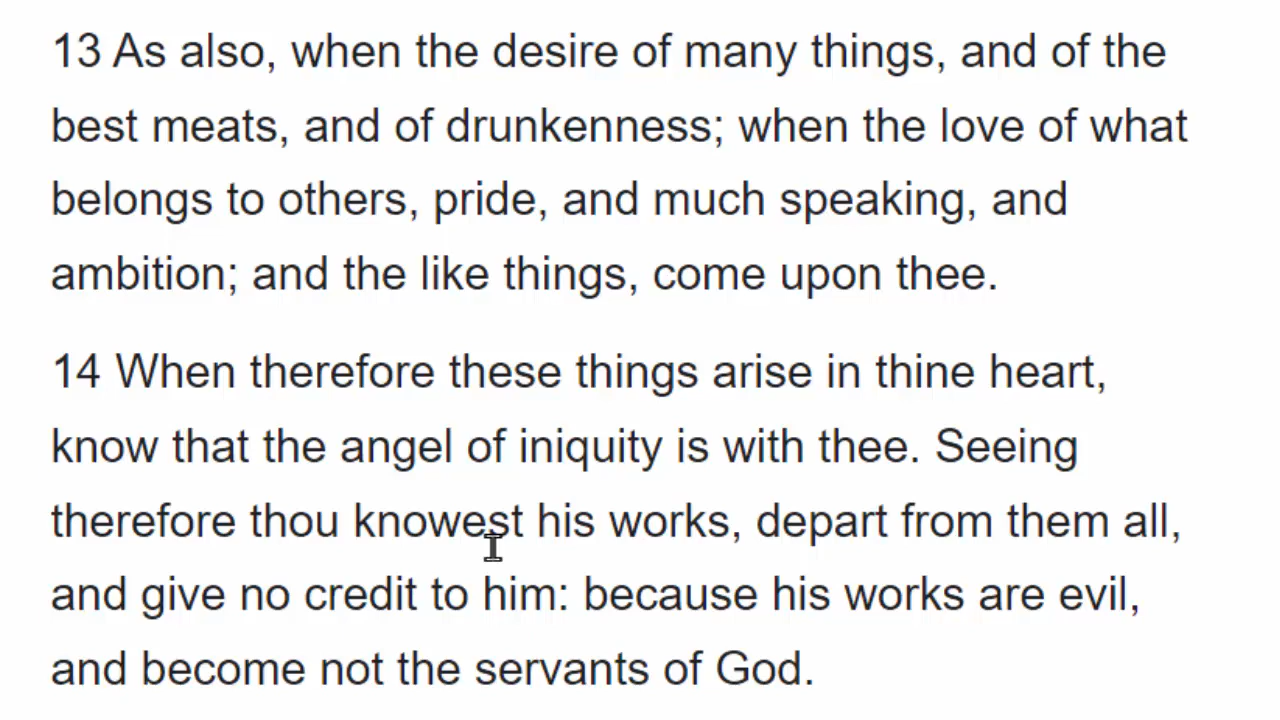 13 As also, when the desire of many things, and of the
best meats, and of drunkenness; when the love of what
belongs to others, pride, and much speaking, and
ambition; and the like things, come upon thee.
14 When therefore these things arise in thine heart,
know that the angel of iniquity is with thee. Seeing
therefore thou knowest his works, depart from them all,
and give no credit to him: because his works are evil,
and become not the servants of God.